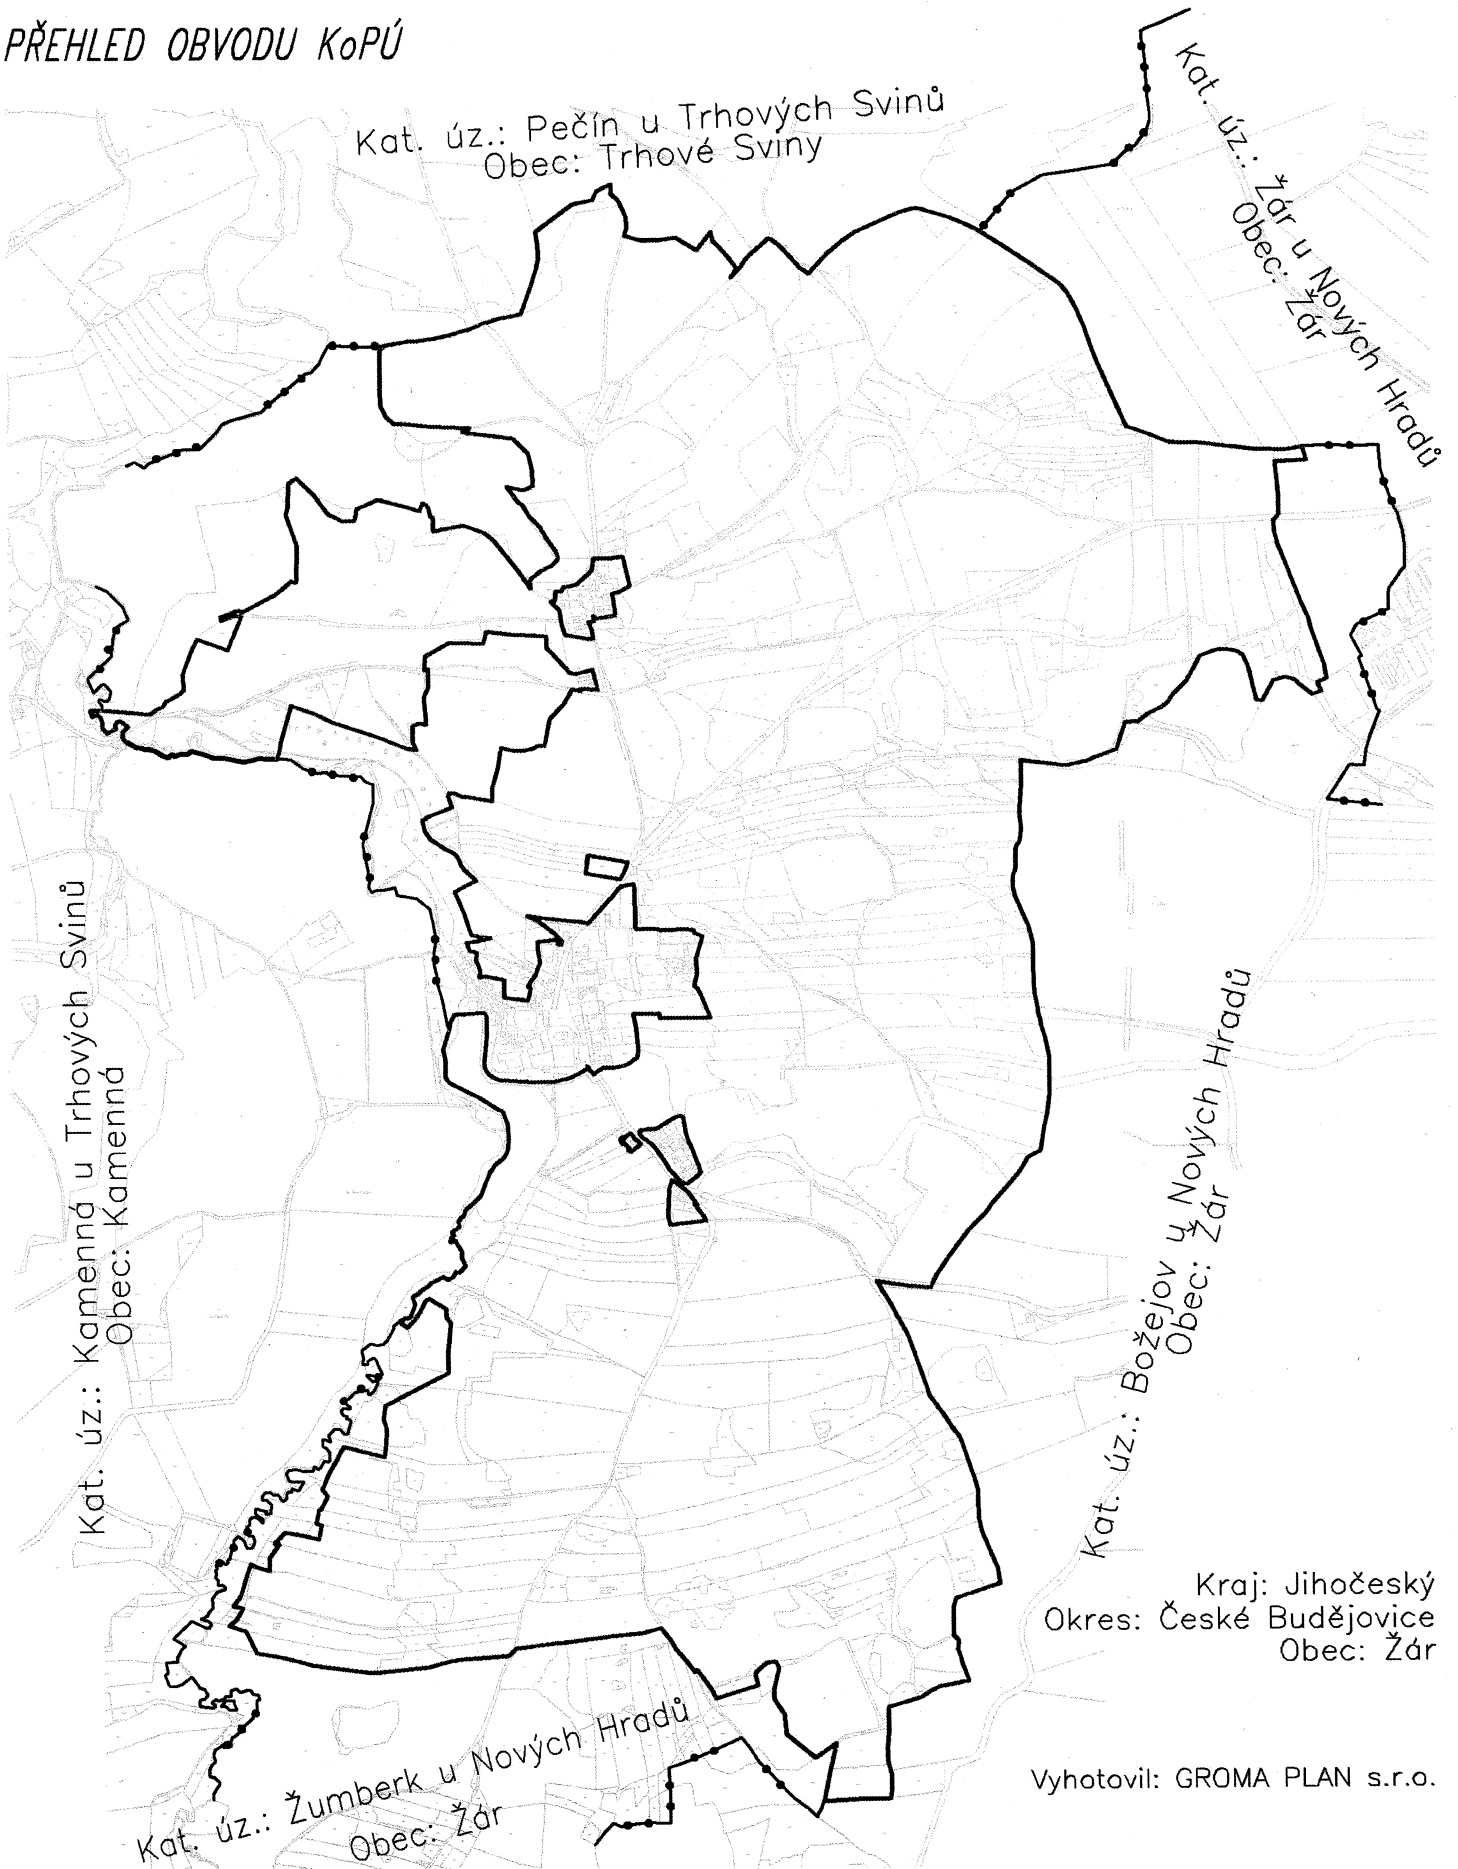 PŘEHLED OBVODU KoPÚ
Kat. úz.: Pečín u Trhových Svinů
Obec: Trhové Sviny
Kat. úz.: Žár u Nových Hradů
Obec: Žár
Kat. úz.: Kamenná u Trhových Svinů
Obec: Kamenná
Kat. úz.: Božejov u Nových Hradů
Obec: Žár
Kraj: Jihočeský
Okres: České Budějovice
Obec: Žár
Kat. úz.: Žumberk u Nových Hradů
Obec: Žár
Vyhotovil: GROMA PLAN s.r.o.